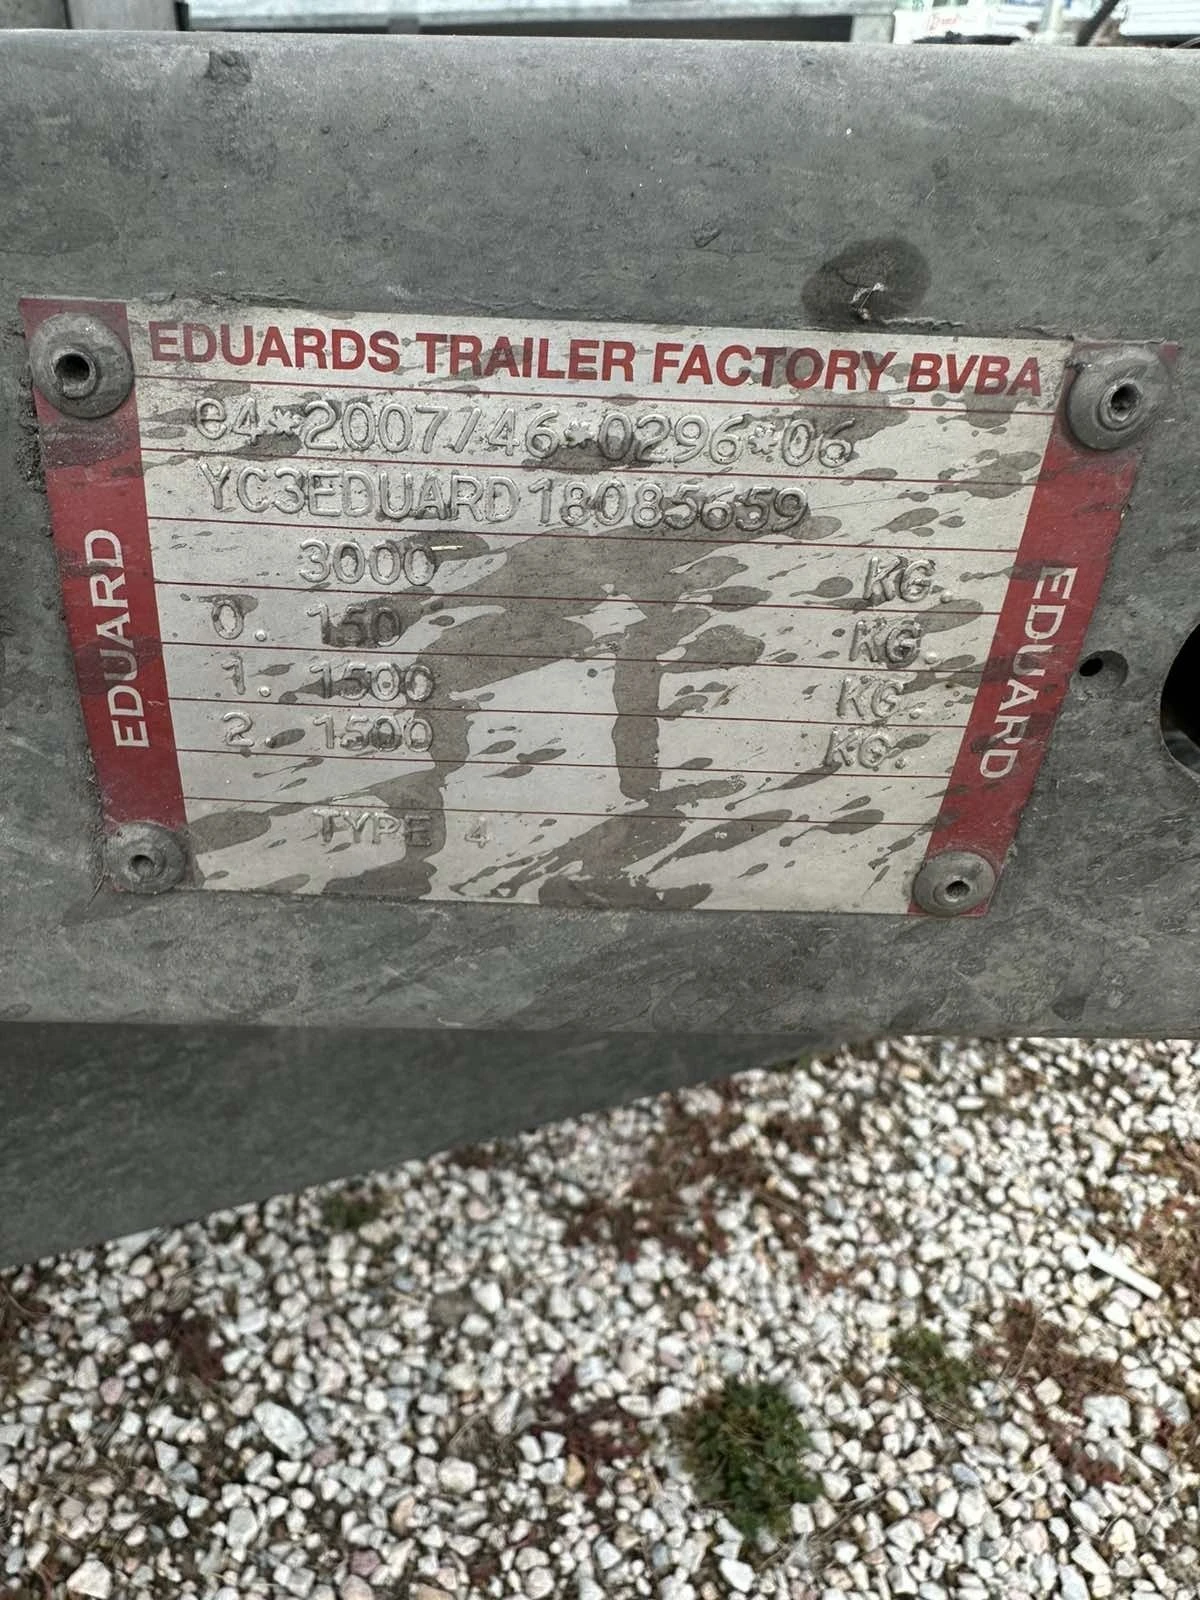 EDUARDS TRAILER FACTORY BVBA
e4*2007/46*0296*06
YC3EDUARD18085659
3000 KG.
0. 150 KG.
1. 1500 KG.
2. 1500 KG.
TYPE 4
EDUARD
EDUARD